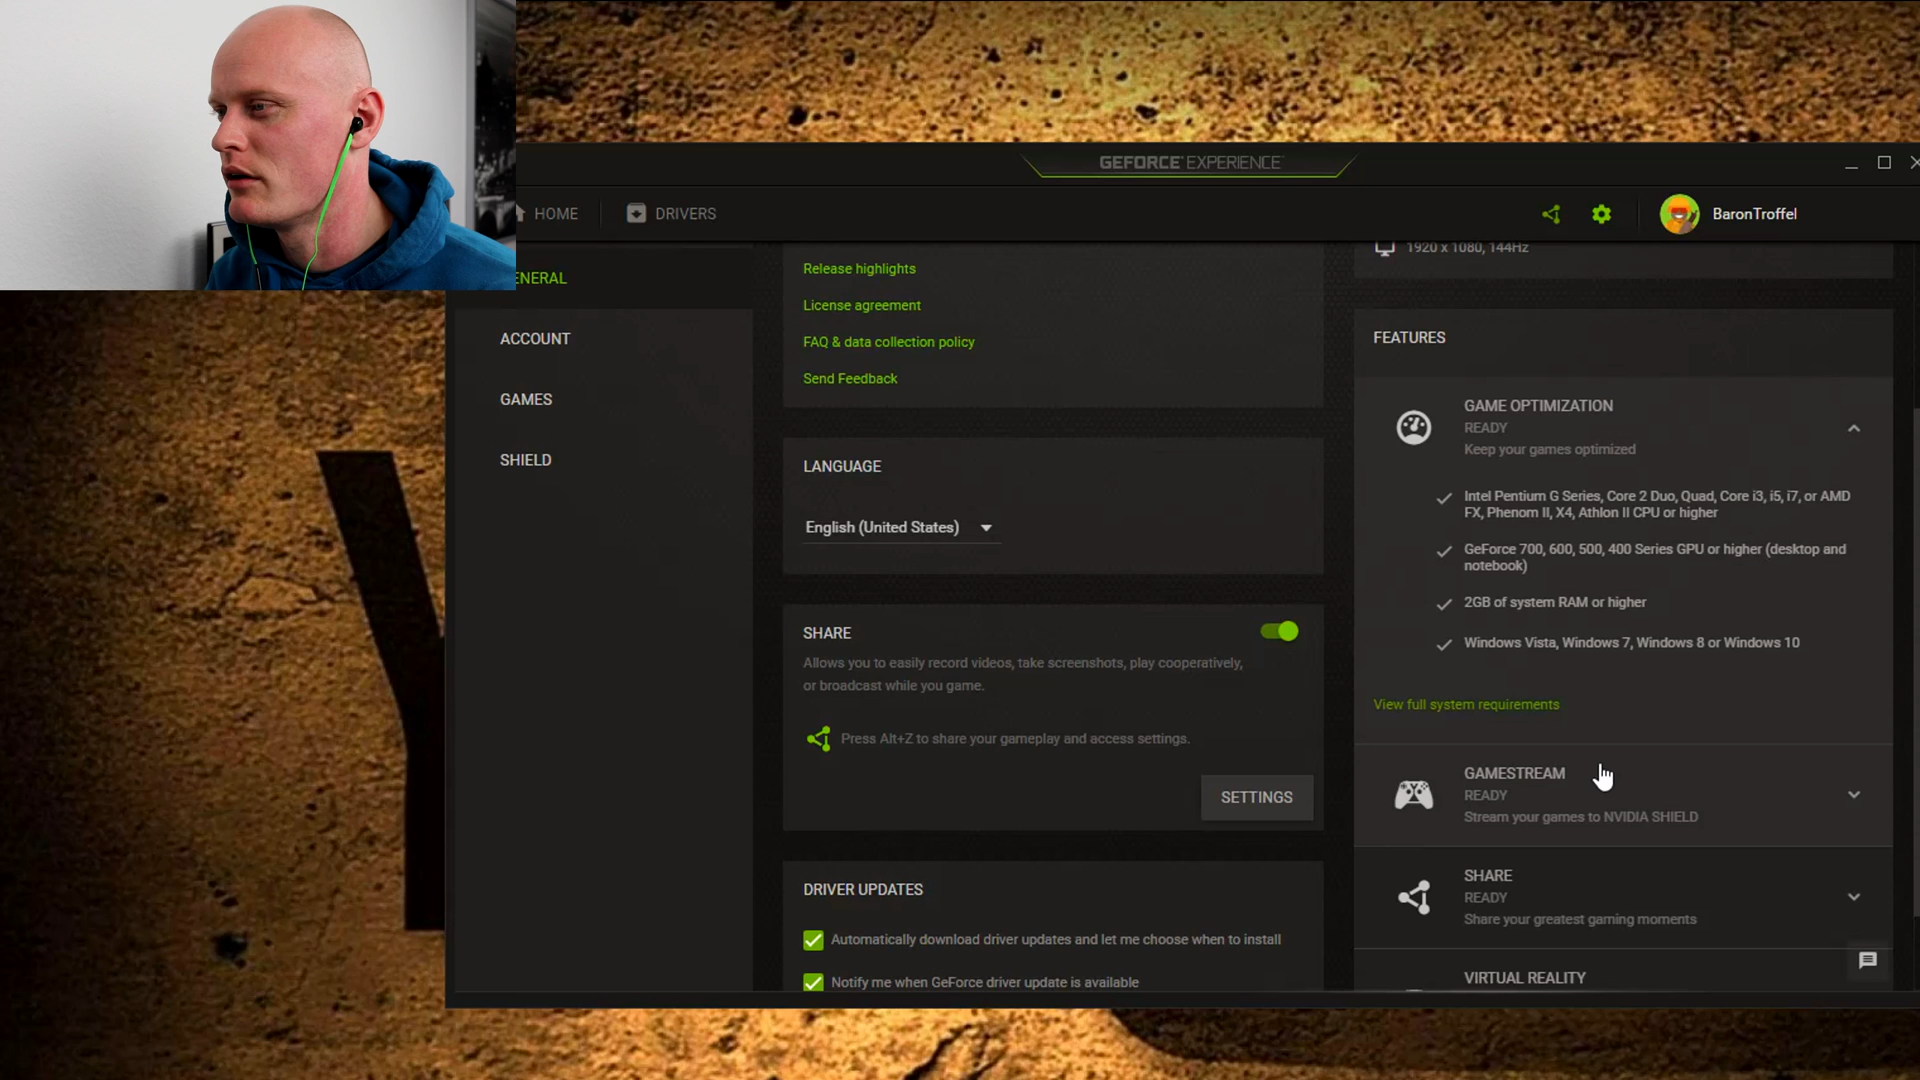 GEFORCE EXPERIENCE
HOME
DRIVERS
BaronTroffel
ENERAL
ACCOUNT
GAMES
SHIELD
Release highlights
License agreement
FAQ & data collection policy
Send Feedback
LANGUAGE
English (United States)
SHARE
Allows you to easily record videos, take screenshots, play cooperatively,
or broadcast while you game.
Press Alt+Z to share your gameplay and access settings.
SETTINGS
DRIVER UPDATES
Automatically download driver updates and let me choose when to install
Notify me when GeForce driver update is available
1920 x 1080, 144Hz
FEATURES
GAME OPTIMIZATION
READY
Keep your games optimized
Intel Pentium G Series, Core 2 Duo, Quad, Core i3, i5, i7, or AMD
FX, Phenom II, X4, Athlon II CPU or higher
GeForce 700, 600, 500, 400 Series GPU or higher (desktop and
notebook)
2GB of system RAM or higher
Windows Vista, Windows 7, Windows 8 or Windows 10
View full system requirements
GAMESTREAM
READY
Stream your games to NVIDIA SHIELD
SHARE
READY
Share your greatest gaming moments
VIRTUAL REALITY